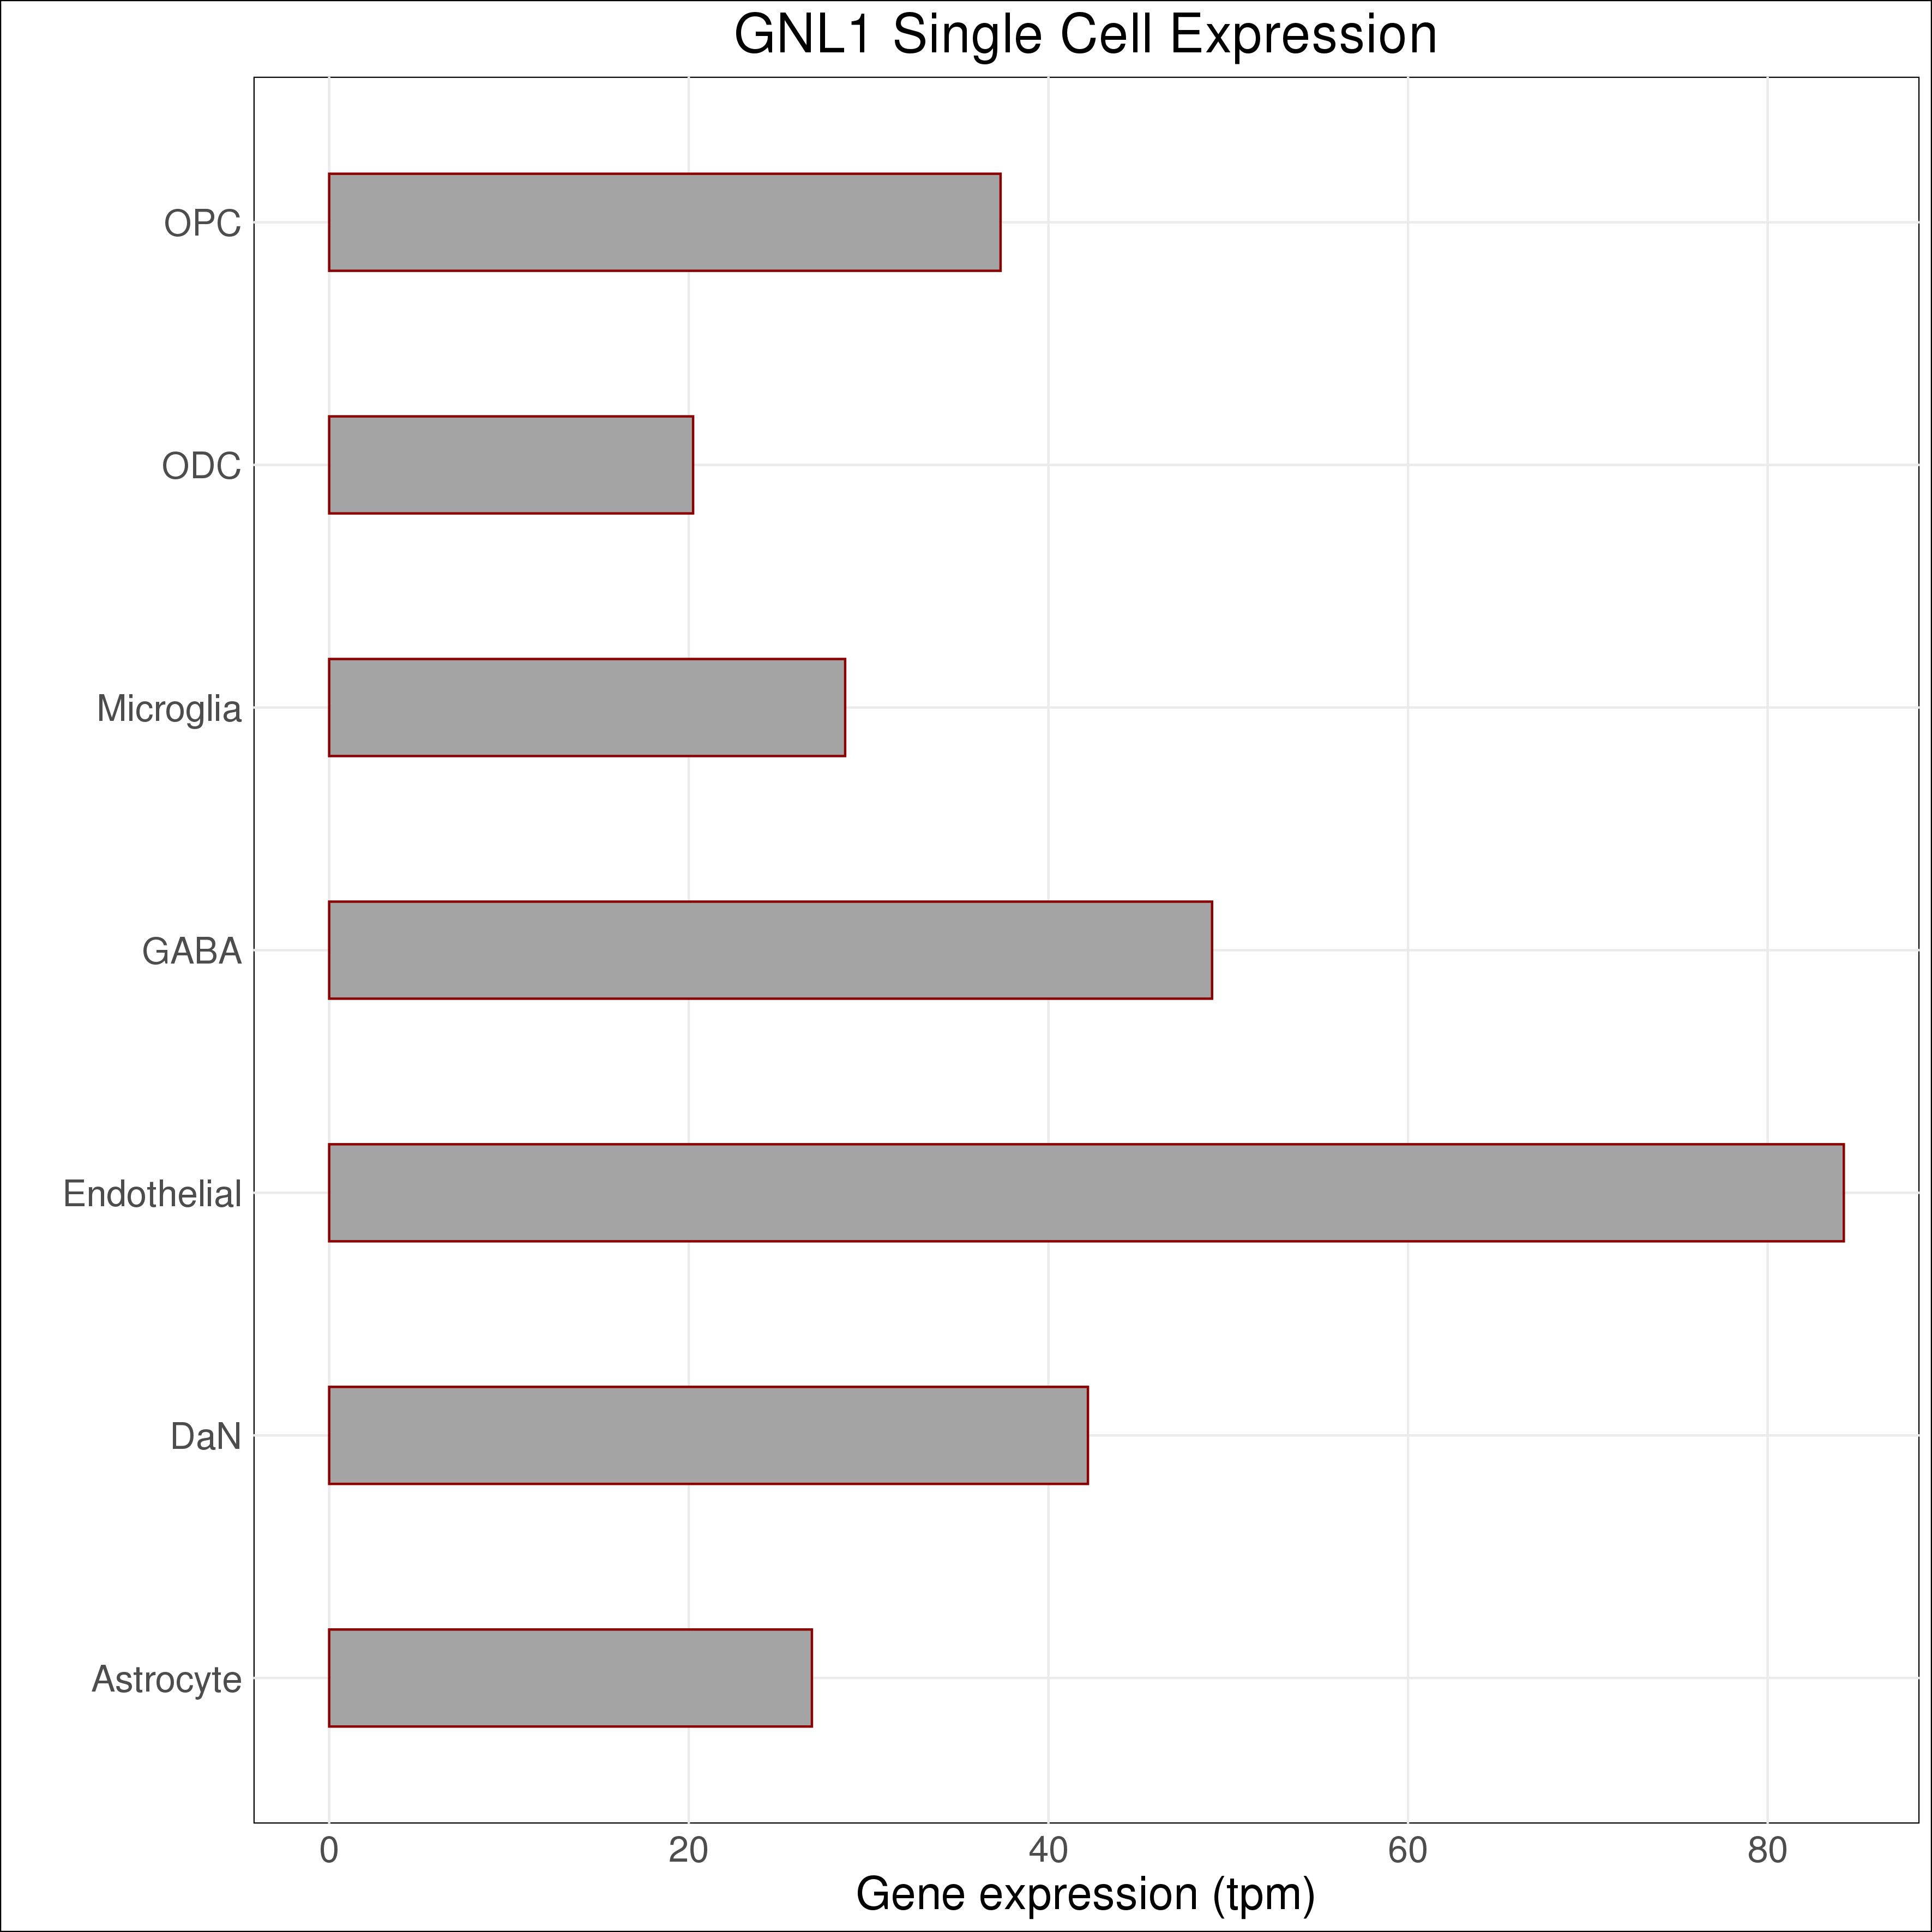 GNL1 Single Cell Expression
OPC
ODC
Microglia
GABA
Endothelial
DaN
Astrocyte
0 20 40 60 80
Gene expression (tpm)